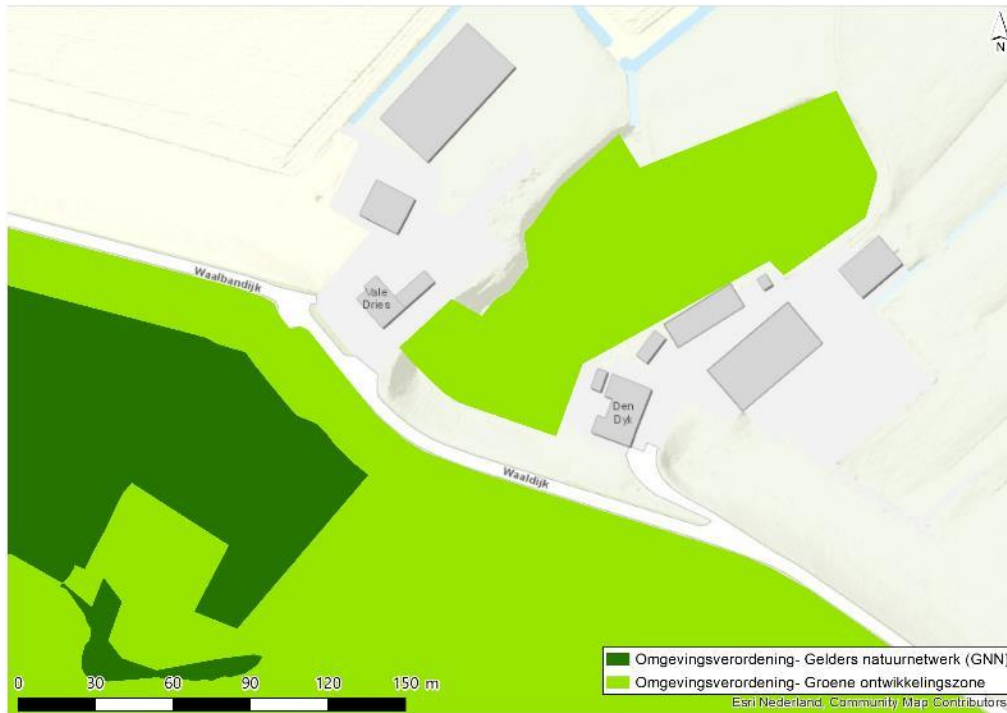 N
Waalbandijk
Vale
Dries
Den
Dyk
Waaldijk
Omgevingsverordening- Gelders natuurnetwerk (GNN)
Omgevingsverordening- Groene ontwikkelingszone
0 30 60 90 120 150 m
Esri Nederland, Community Map Contributors